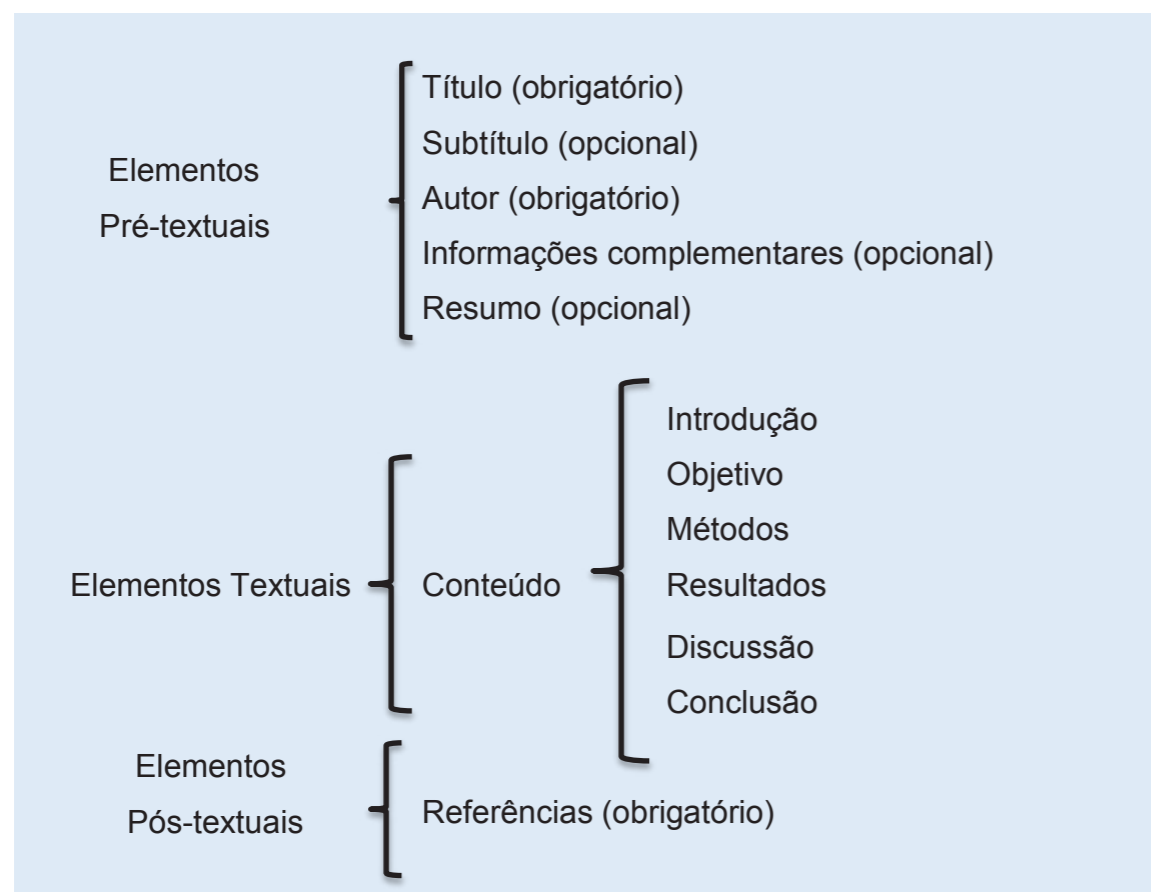 Elementos
Pré-textuais
Título (obrigatório)
Subtítulo (opcional)
Autor (obrigatório)
Informações complementares (opcional)
Resumo (opcional)
Elementos Textuais
Conteúdo
Introdução
Objetivo
Métodos
Resultados
Discussão
Conclusão
Elementos
Pós-textuais
Referências (obrigatório)